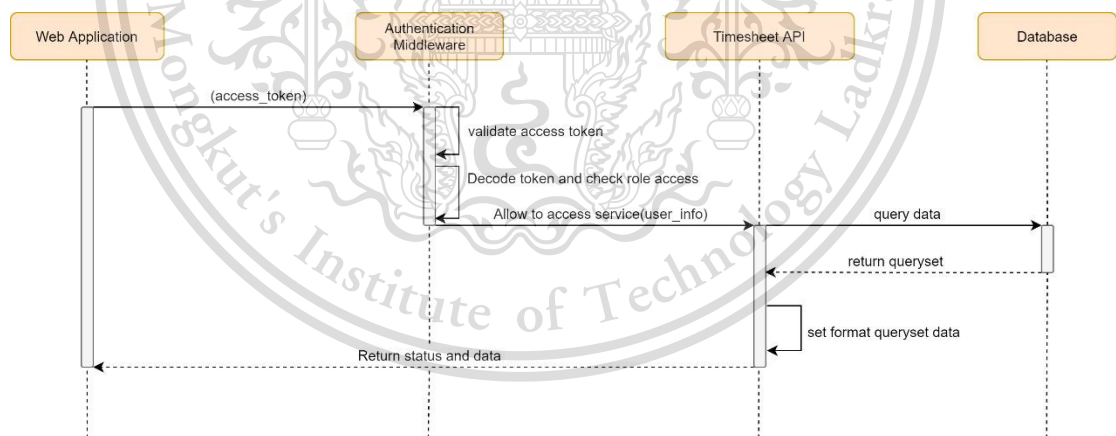 Web Application
Authentication
Middleware
Timesheet API
Database
(access_token)
validate access token
Decode token and check role access
Allow to access service(user_info)
query data
return queryset
set format queryset data
Return status and data
Mongkut's Institute of Technology Ladkr